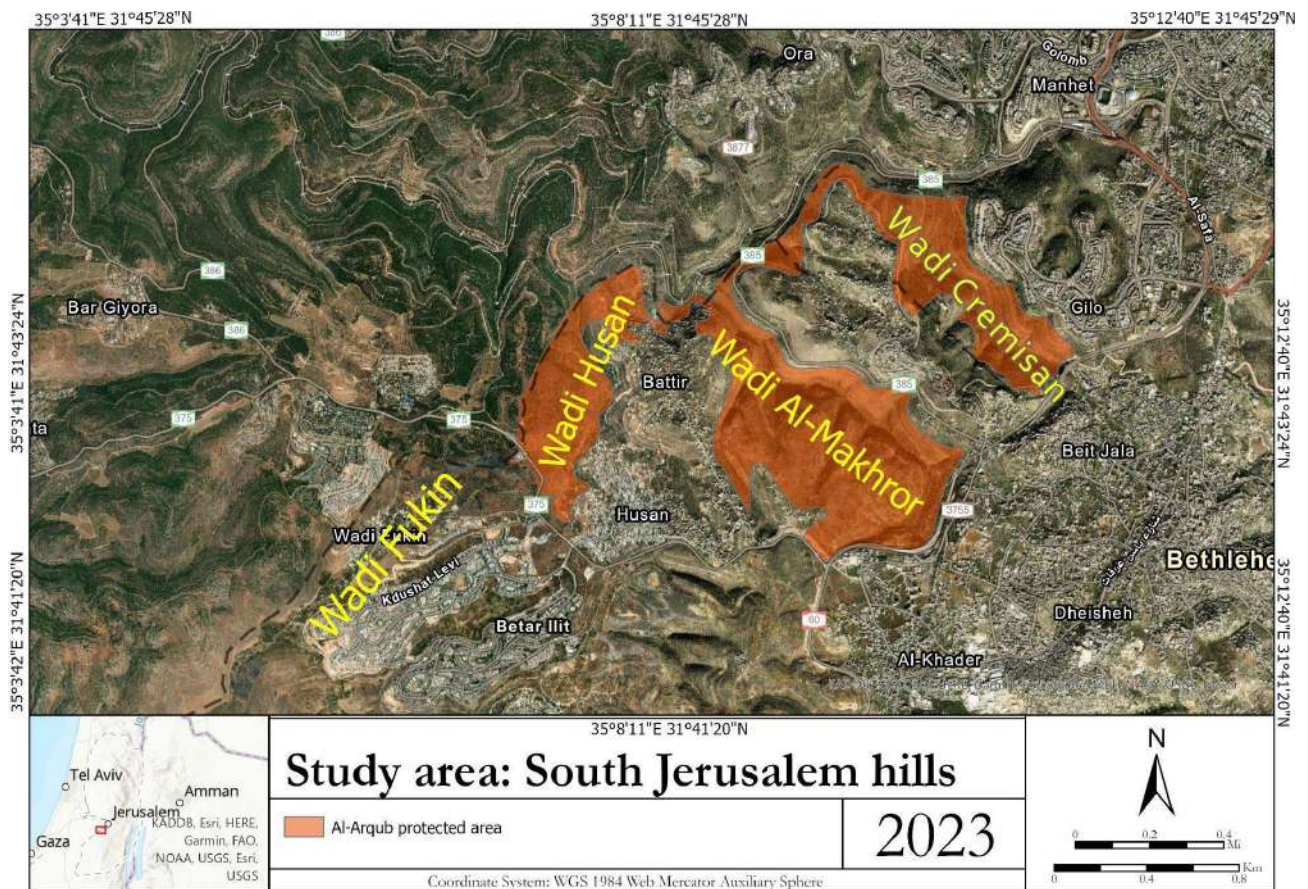 35°3'41"E 31°45'28"N
35°8'11"E 31°45'28"N
35°12'40"E 31°45'29"N
386
Ora
Golomb
Manhet
3877
385
Al-Safa
Wadi Cremisan
385
386
Bar Giyora
Wadi Husan
Gilo
35°3'41"E 31°43'24"N
35°12'40"E 31°43'24"N
386
Battir
Wadi Al-Makhror
385
375
375
ta
Beit Jala
Wadi Fukin
375
Husan
3755
Wadi Fukin
Kdushat Levi
Bethlehe
Betar Ilit
60
Dheisheh
Al-Khader
35°3'42"E 31°41'20"N
35°12'40"E 31°41'20"N
35°8'11"E 31°41'20"N
Tel Aviv
Amman
Jerusalem
Gaza
KADDB, Esri, HERE,
Garmin, FAO,
NOAA, USGS, Esri,
USGS
Study area: South Jerusalem hills
Al-Arqub protected area
2023
Coordinate System: WGS 1984 Web Mercator Auxiliary Sphere
N
0 0.2 0.4
Mi
Km
0 0.4 0.8